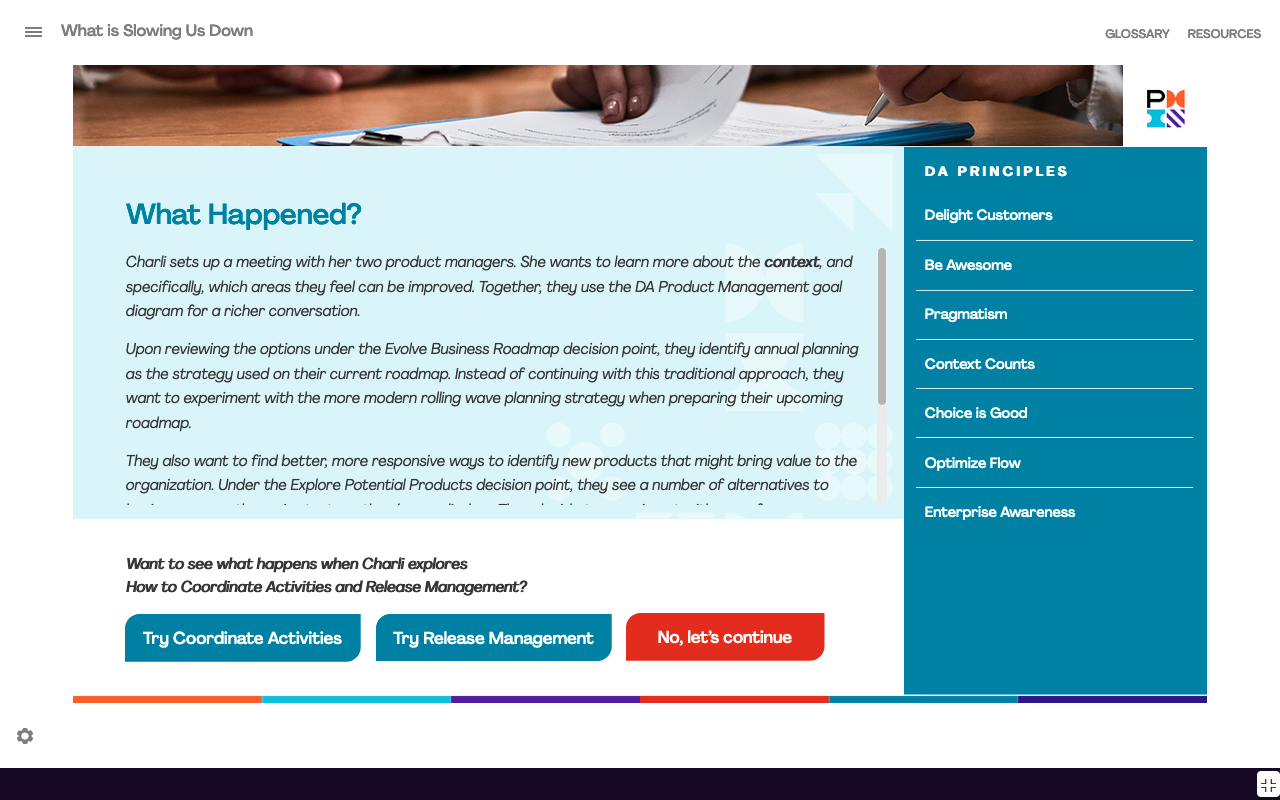 What is Slowing Us Down
GLOSSARY RESOURCES
What Happened?
Charli sets up a meeting with her two product managers. She wants to learn more about the context, and
specifically, which areas they feel can be improved. Together, they use the DA Product Management goal
diagram for a richer conversation.
Upon reviewing the options under the Evolve Business Roadmap decision point, they identify annual planning
as the strategy used on their current roadmap. Instead of continuing with this traditional approach, they
want to experiment with the more modern rolling wave planning strategy when preparing their upcoming
roadmap.
They also want to find better, more responsive ways to identify new products that might bring value to the
organization. Under the Explore Potential Products decision point, they see a number of alternatives to
Want to see what happens when Charli explores
How to Coordinate Activities and Release Management?
Try Coordinate Activities
Try Release Management
No, let's continue
DA PRINCIPLES
Delight Customers
Be Awesome
Pragmatism
Context Counts
Choice is Good
Optimize Flow
Enterprise Awareness